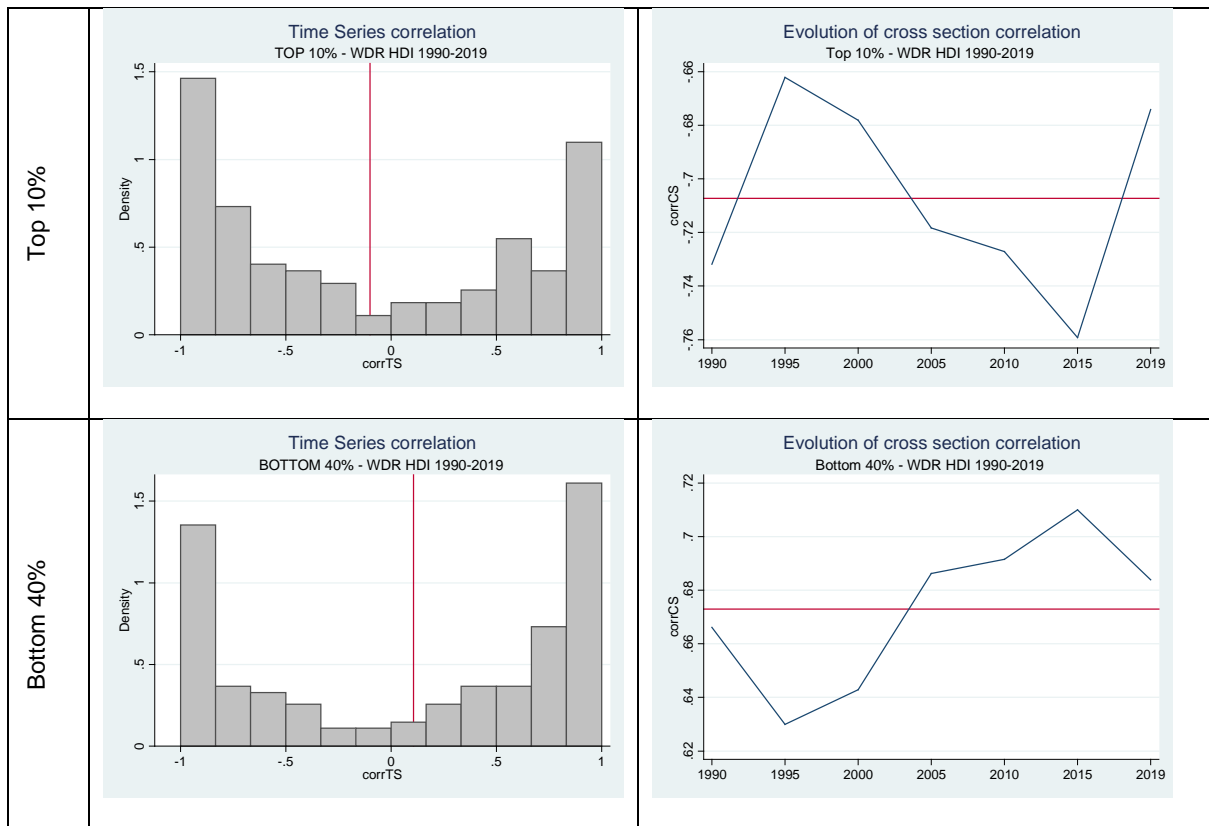 Top 10%
Time Series correlation
TOP 10% - WDR HDI 1990-2019
Density
0
.5
1
1.5
-1
-.5
0
.5
1
corrTS
Evolution of cross section correlation
Top 10% - WDR HDI 1990-2019
corrCS
-.76
-.74
-.72
-.7
-.68
-.66
1990
1995
2000
2005
2010
2015
2019
Bottom 40%
Time Series correlation
BOTTOM 40% - WDR HDI 1990-2019
Density
0
.5
1
1.5
-1
-.5
0
.5
1
corrTS
Evolution of cross section correlation
Bottom 40% - WDR HDI 1990-2019
corrCS
.62
.64
.66
.68
.7
.72
1990
1995
2000
2005
2010
2015
2019